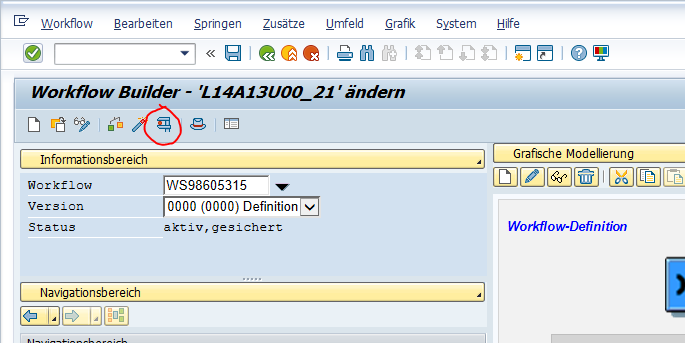 Workflow Bearbeiten Springen Zusätze Umfeld Grafik System Hilfe
Workflow Builder - 'L14A13U00_21' ändern
Informationsbereich
Grafische Modellierung
Workflow WS98605315
Version 0000 (0000) Definition
Status aktiv,gesichert
Workflow-Definition
Navigationsbereich
Navigationsbereich